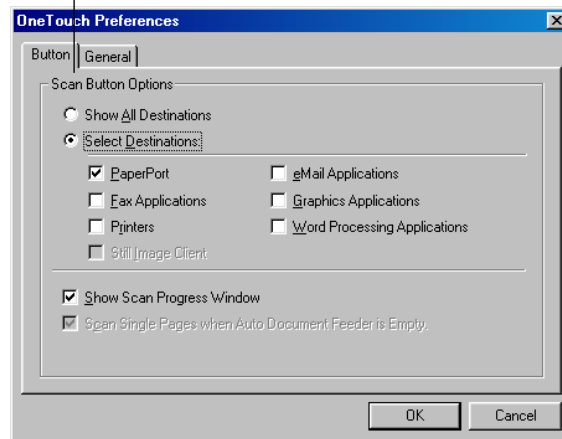 OneTouch Preferences
Button General
Scan Button Options
Show All Destinations
Select Destinations:
PaperPort eMail Applications
Fax Applications Graphics Applications
Printers Word Processing Applications
Still Image Client
Show Scan Progress Window
Scan Single Pages when Auto Document Feeder is Empty.
OK Cancel